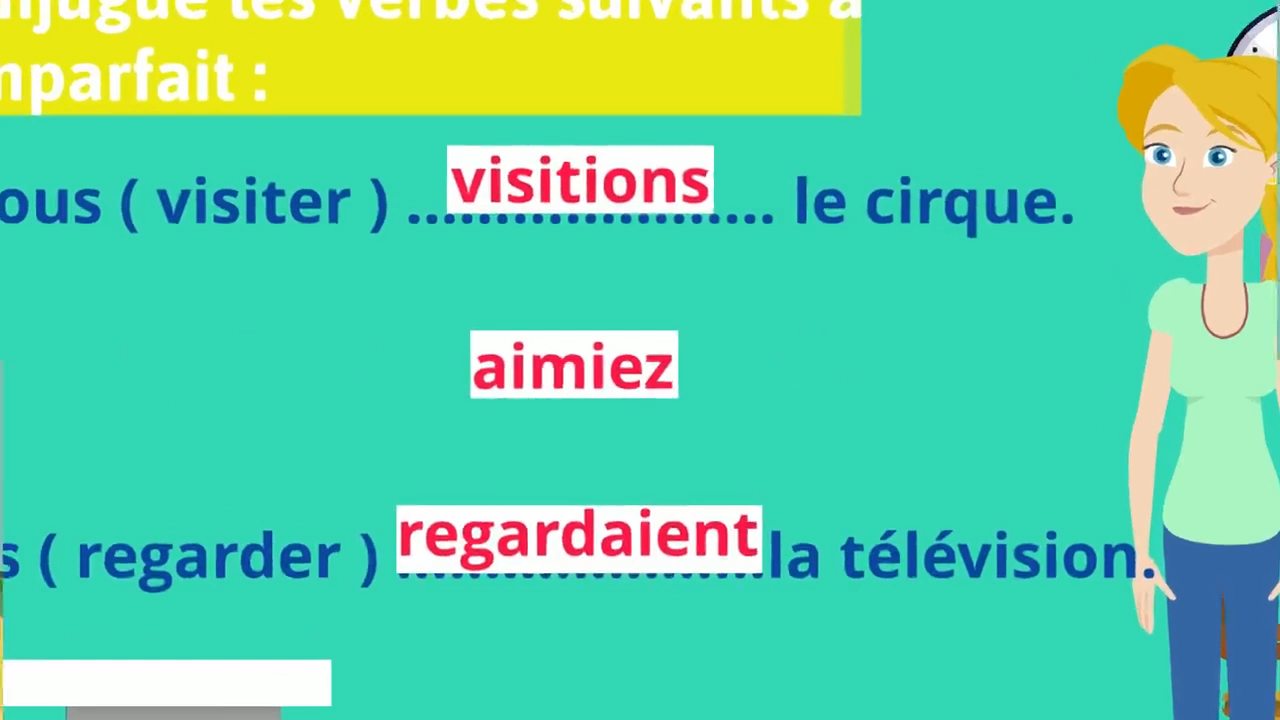 njugue les verbes suivants a
mparfait :
ous ( visiter ) ..................... le cirque.
visitions
aimiez
s ( regarder ) ..................... la télévision.
regardaient